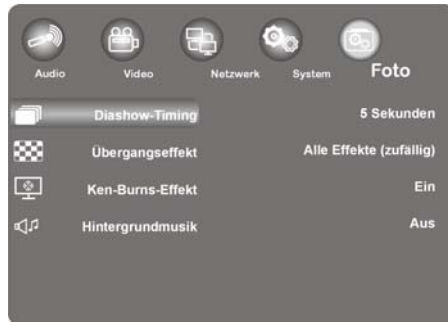 Audio Video Netzwerk System Foto
Diashow-Timing 5 Sekunden
Übergangseffekt Alle Effekte (zufällig)
Ken-Burns-Effekt Ein
Hintergrundmusik Aus